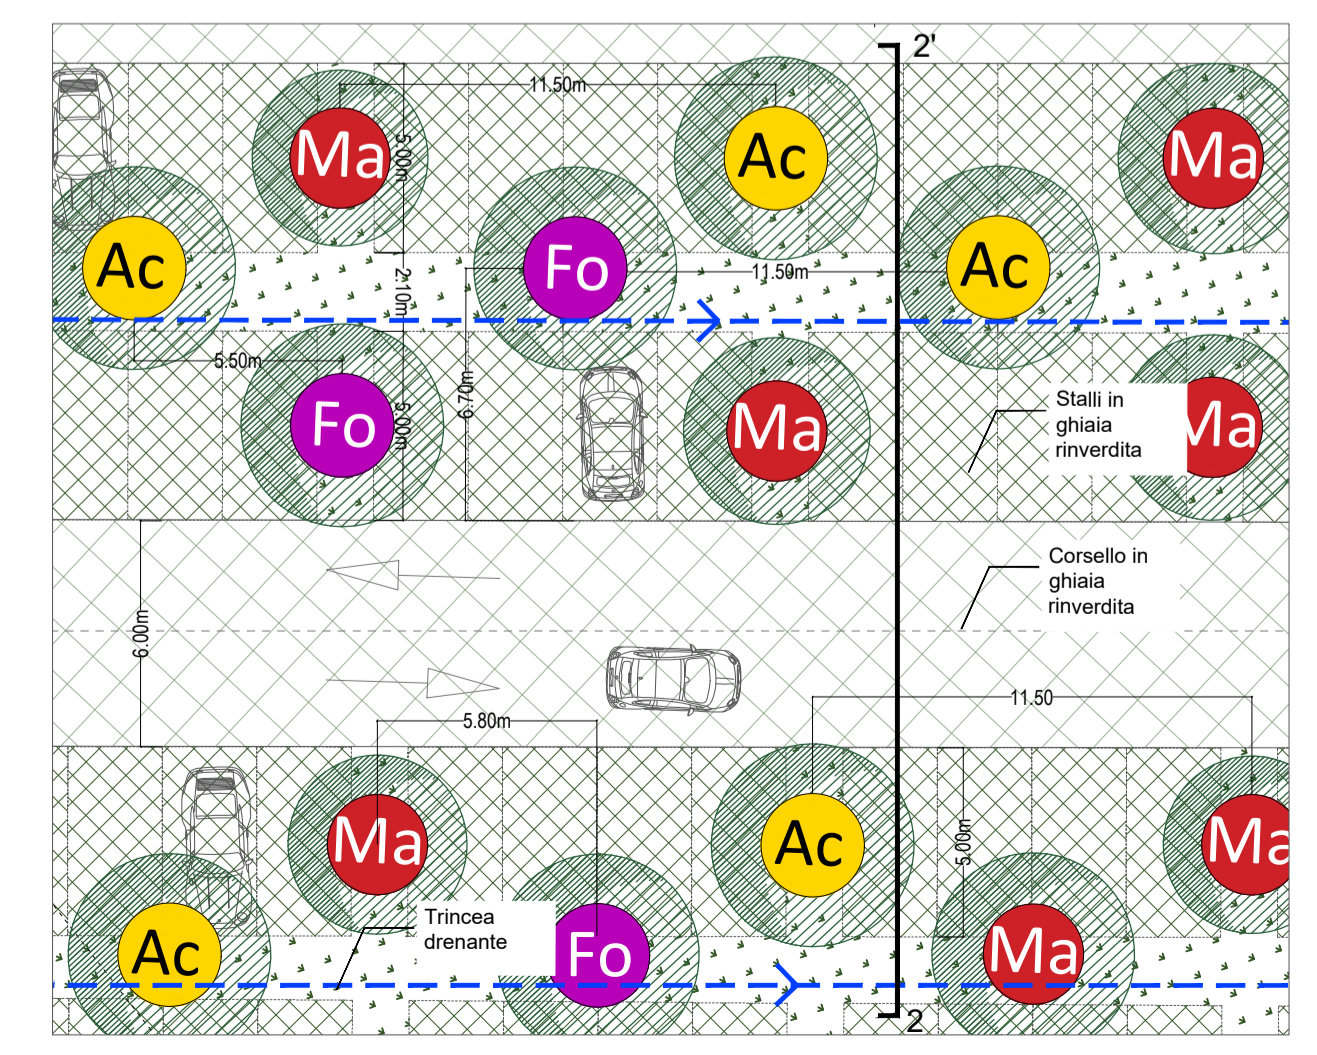 2'
11.50m
Ma
5.00m
Ac
Ma
Ac
Fo
2.10m
11.50m
Ac
5.50m
6.70m
Fo
5.00m
Ma
Stalli in
ghiaia
rinverdita
Ma
Corsello in
ghiaia
rinverdita
6.00m
11.50
5.80m
Ma
Ac
5.00m
Ma
Trincea
drenante
Ac
Fo
Ma
2